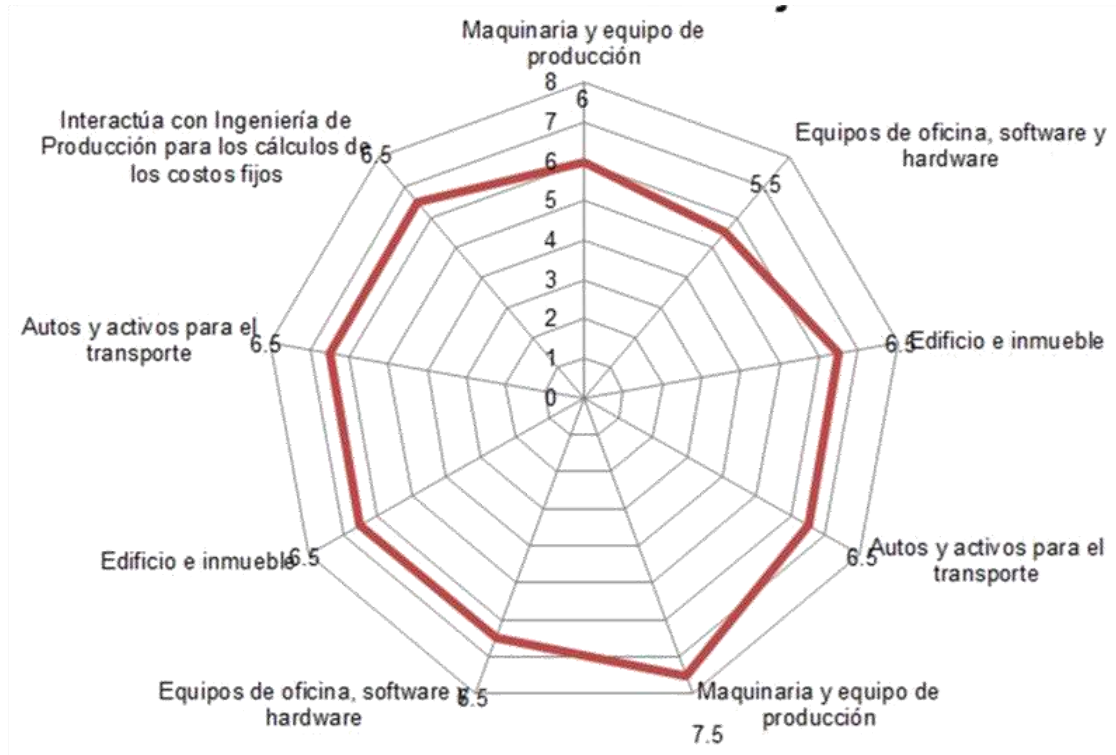 Maquinaria y equipo de
producción
8
6
7
6
5
4
3
2
1
0
Equipos de oficina, software y
hardware
5.5
Edificio e inmueble
6.5
Autos y activos para el
transporte
6.5
Maquinaria y equipo de
producción
7.5
Equipos de oficina, software y
hardware
6.5
Edificio e inmueble
6.5
Autos y activos para el
transporte
6.5
Interactúa con Ingeniería de
Producción para los cálculos de
los costos fijos
6.5